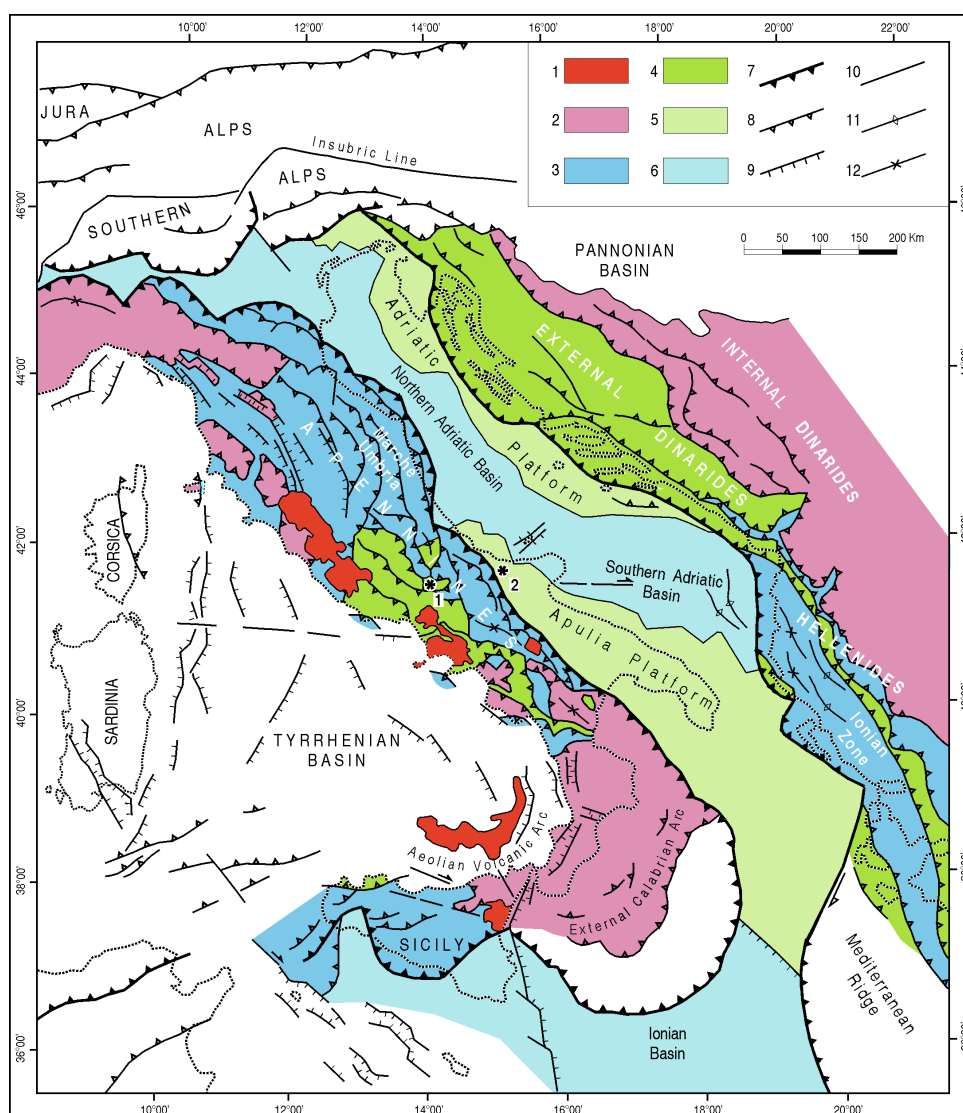 10°00' 12°00' 14°00' 16°00' 18°00' 20°00' 22°00'
1 4 7 10
2 5 8 11
3 6 9 12
JURA
ALPS
Insubric Line
ALPS
SOUTHERN
46°00'
PANNONIAN
BASIN
0 50 100 150 200 Km
Adriatic
Platform
EXTERNAL
DINARIDES
INTERNAL
DINARIDES
44°00'
Northern Adriatic Basin
Marche
Umbria
APENNINES
42°00'
CORSICA
1
2
Southern Adriatic
Basin
Apulia Platform
HELLENIDES
Ionian
Zone
40°00'
SARDINIA
TYRRHENIAN
BASIN
Aeolian Volcanic Arc
External Calabrian Arc
38°00'
SICILY
Mediterranean
Ridge
Ionian
Basin
36°00'
10°00' 12°00' 14°00' 16°00' 18°00' 20°00'